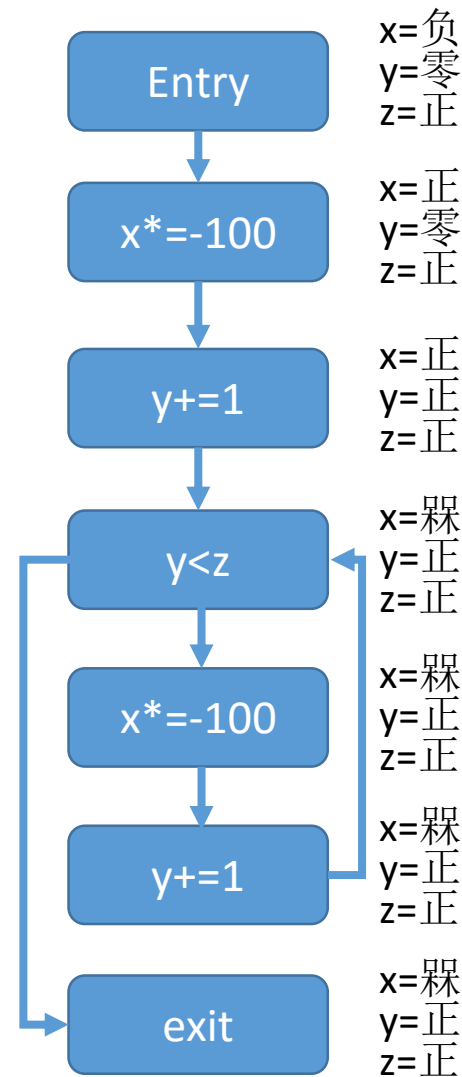 Entry
x=负
y=零
z=正
x*=-100
x=正
y=零
z=正
y+=1
x=正
y=正
z=正
y<z
x=槑
y=正
z=正
x*=-100
x=槑
y=正
z=正
y+=1
x=槑
y=正
z=正
exit
x=槑
y=正
z=正